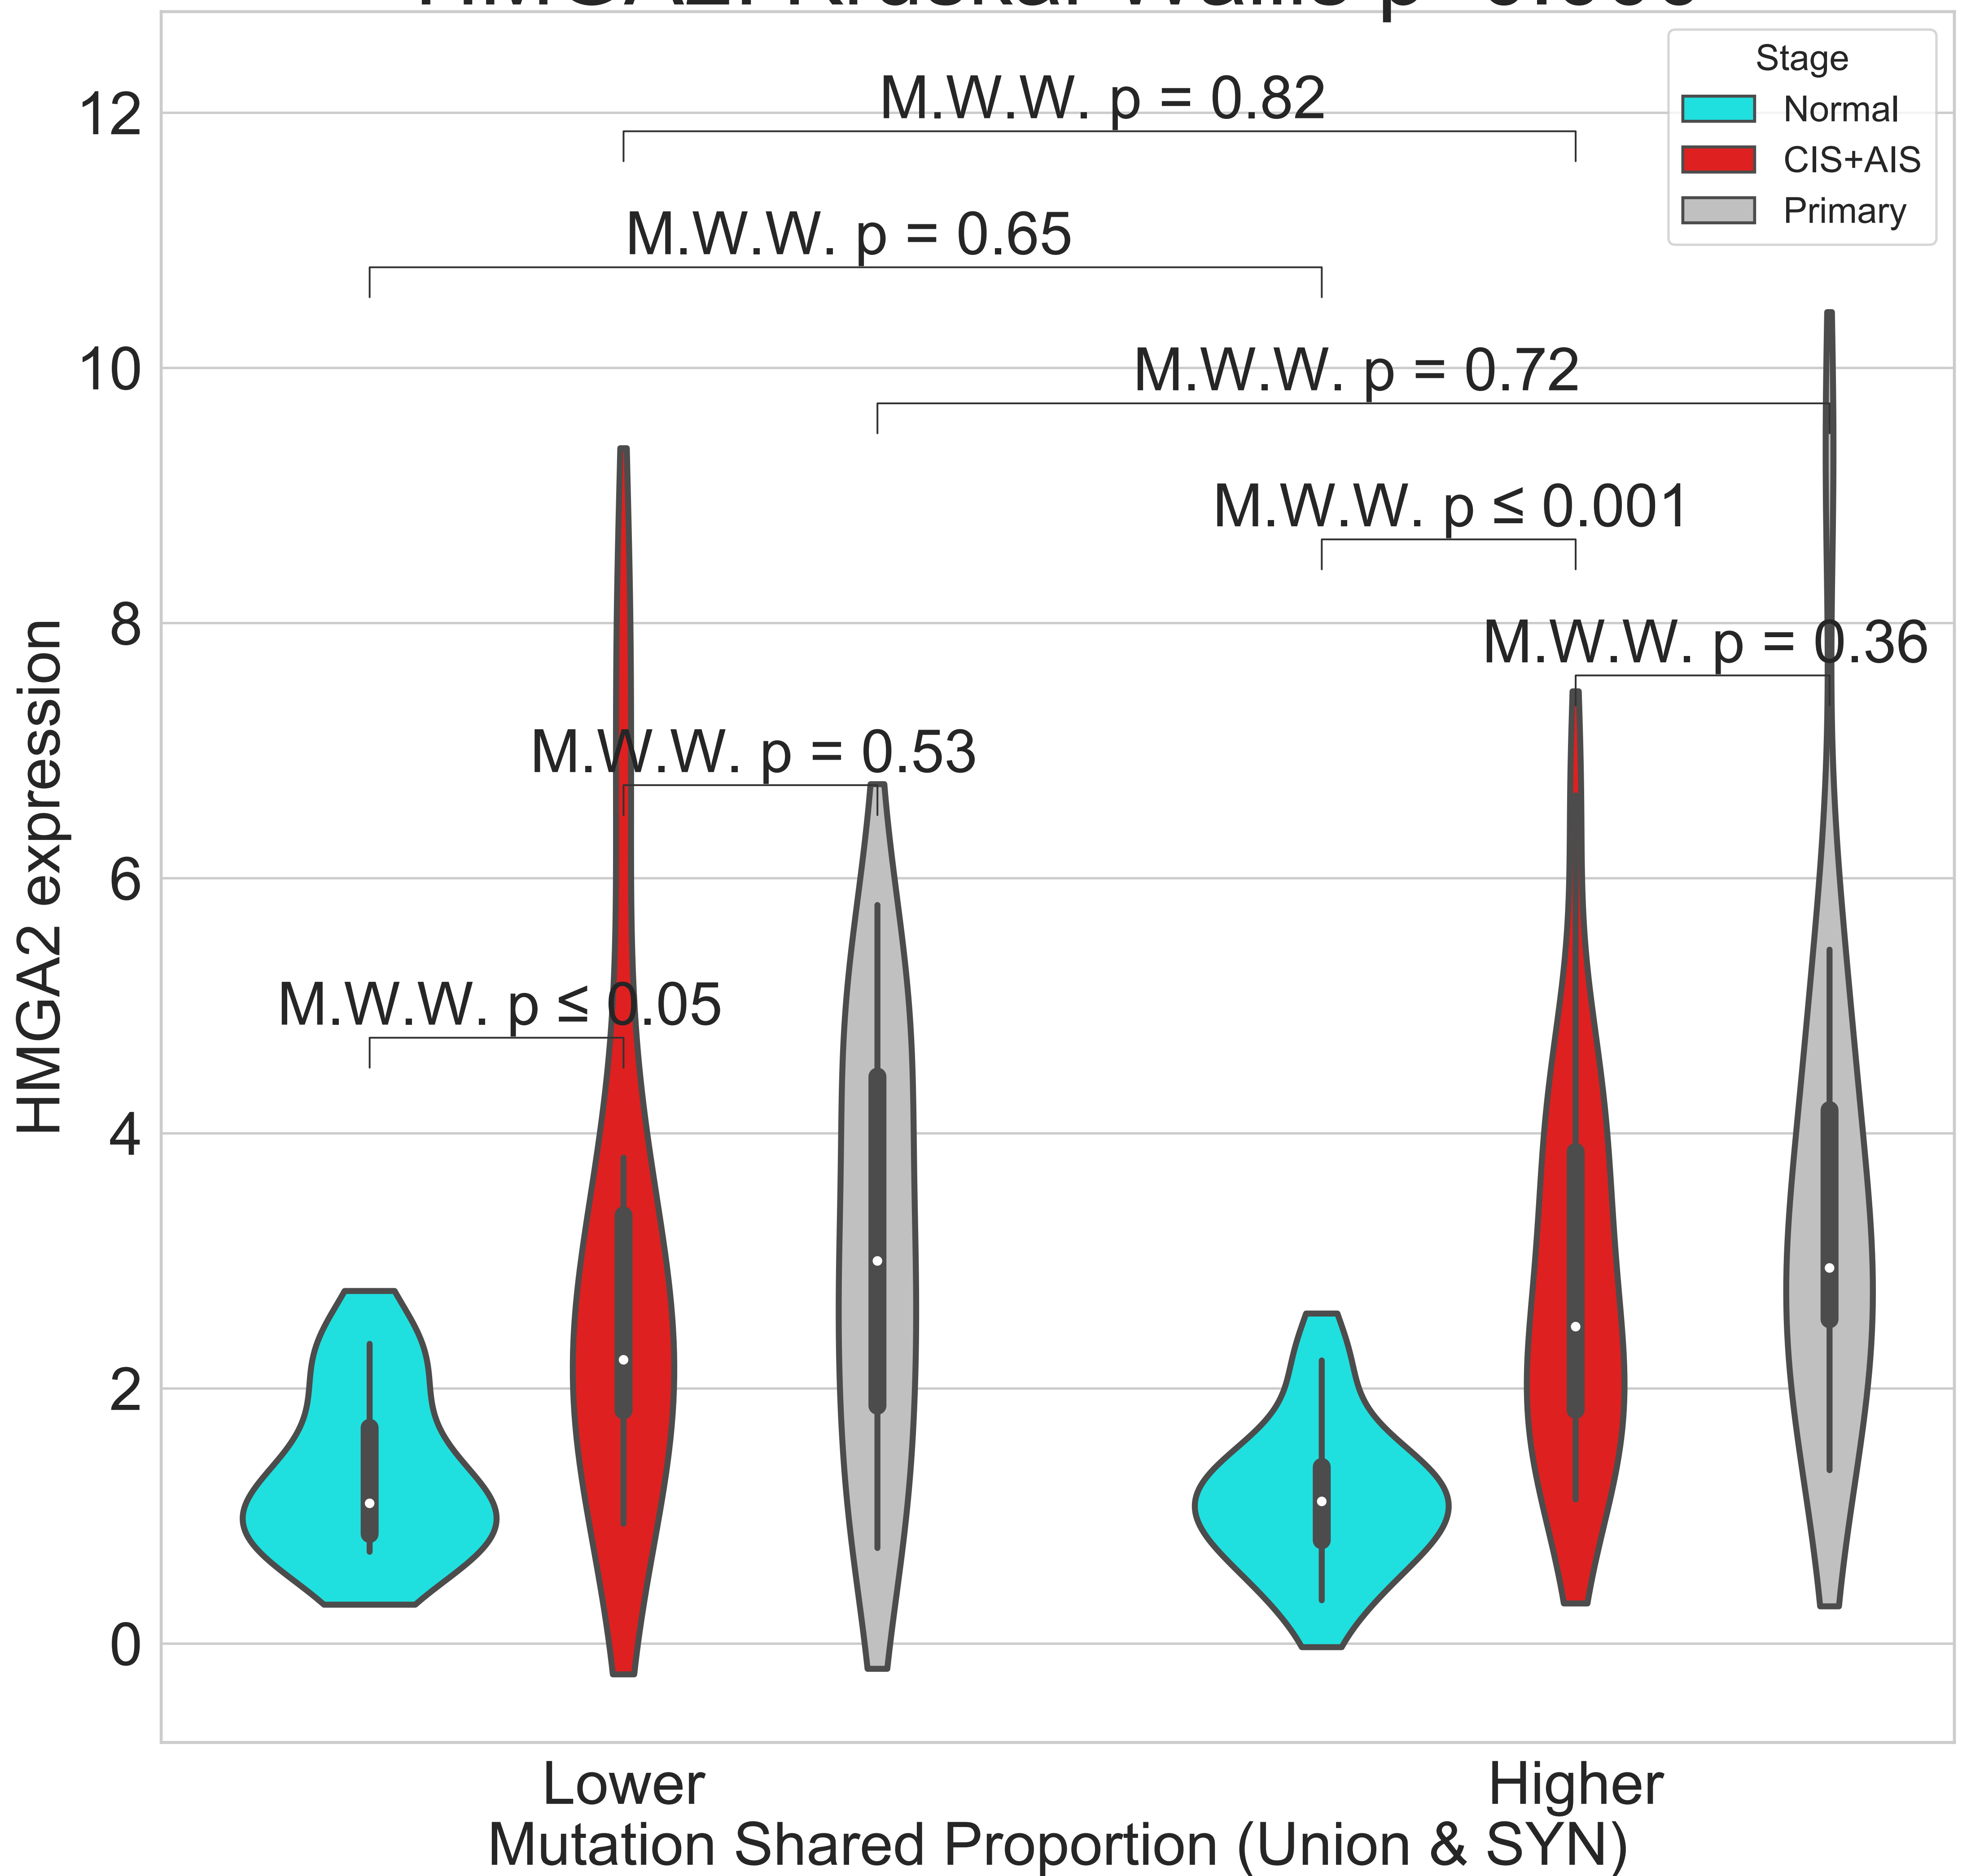 Stage
Normal
CIS+AIS
Primary
M.W.W. p = 0.82
M.W.W. p = 0.65
M.W.W. p = 0.72
M.W.W. p ≤ 0.001
M.W.W. p = 0.36
M.W.W. p = 0.53
M.W.W. p ≤ 0.05
12
10
8
6
4
2
0
HMGA2 expression
Lower
Higher
Mutation Shared Proportion (Union & SYN)